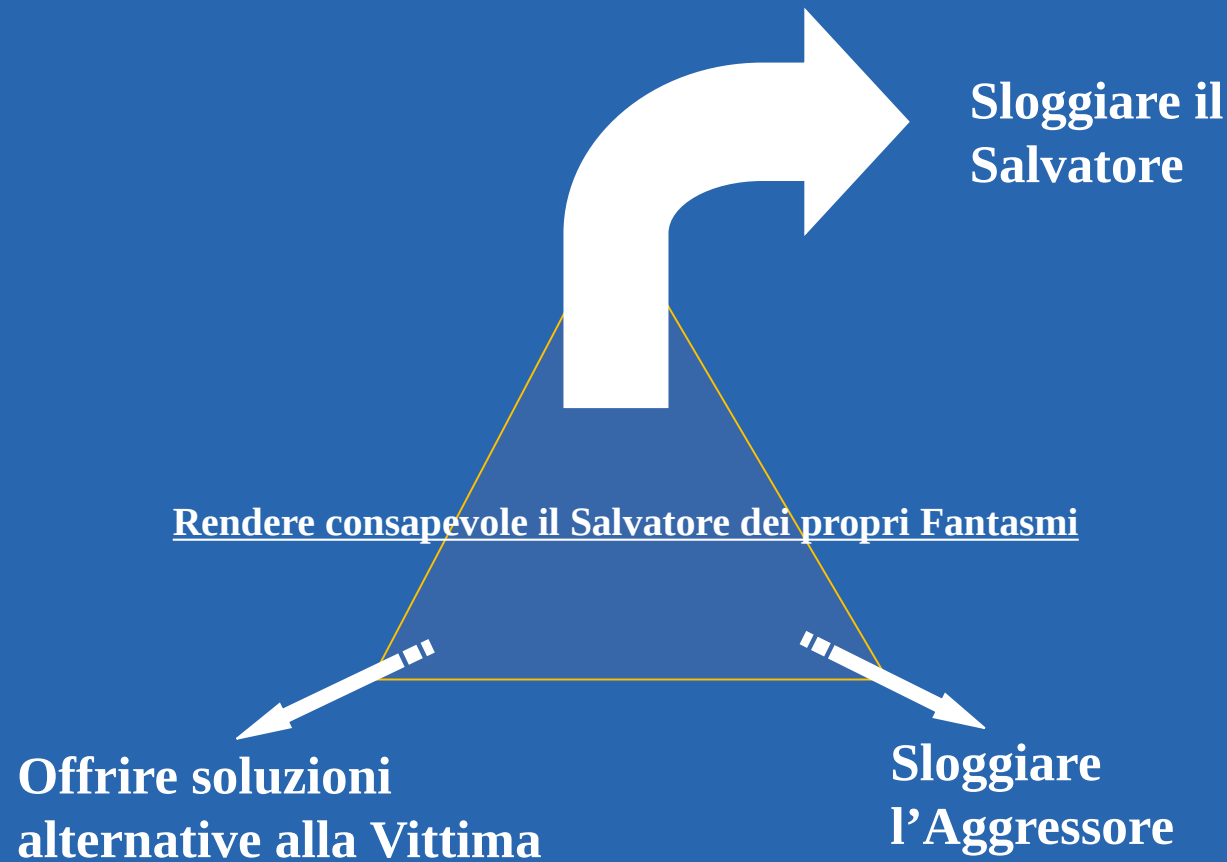 Sloggiare il
Salvatore
Rendere consapevole il Salvatore dei propri Fantasmi
Offrire soluzioni
alternative alla Vittima
Sloggiare
l’Aggressore